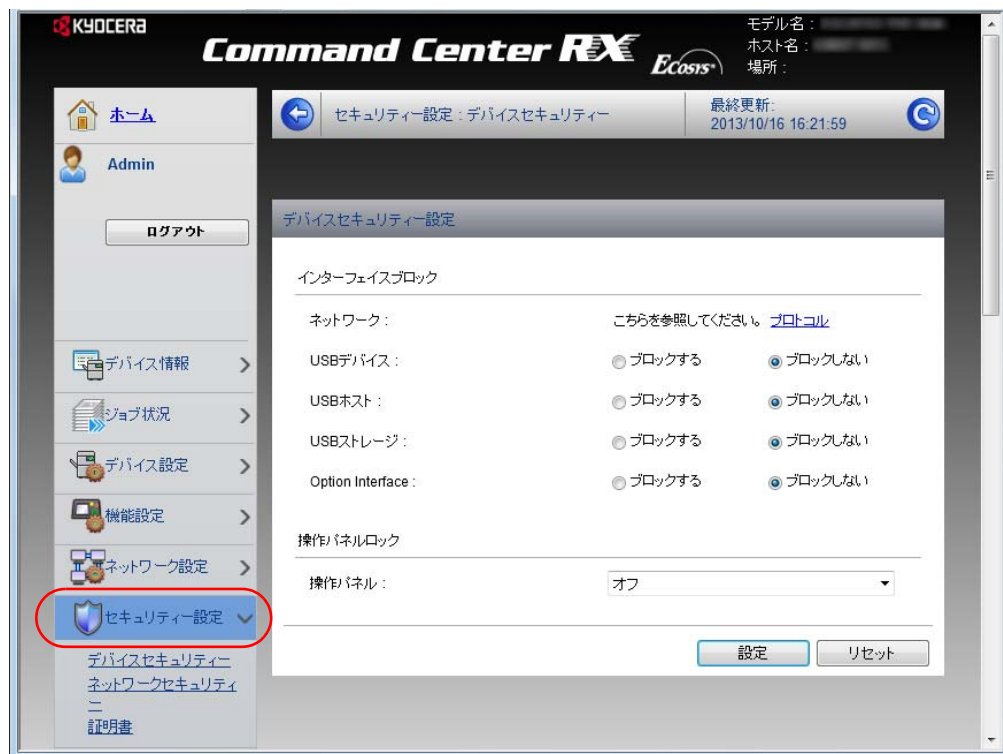 KYOCERA
Command Center RX
Ecosys
モデル名 :
ホスト名 :
場所 :
ホーム
Admin
ログアウト
デバイス情報
ジョブ状況
デバイス設定
機能設定
ネットワーク設定
セキュリティー設定
デバイスセキュリティー
ネットワークセキュリティ
ー
証明書
セキュリティー設定 : デバイスセキュリティー
最終更新:
2013/10/16 16:21:59
デバイスセキュリティー設定
インターフェイスブロック
ネットワーク : こちらを参照してください。 プロトコル
USBデバイス : ブロックする ブロックしない
USBホスト : ブロックする ブロックしない
USBストレージ : ブロックする ブロックしない
Option Interface : ブロックする ブロックしない
操作パネルロック
操作パネル : オフ
設定 リセット